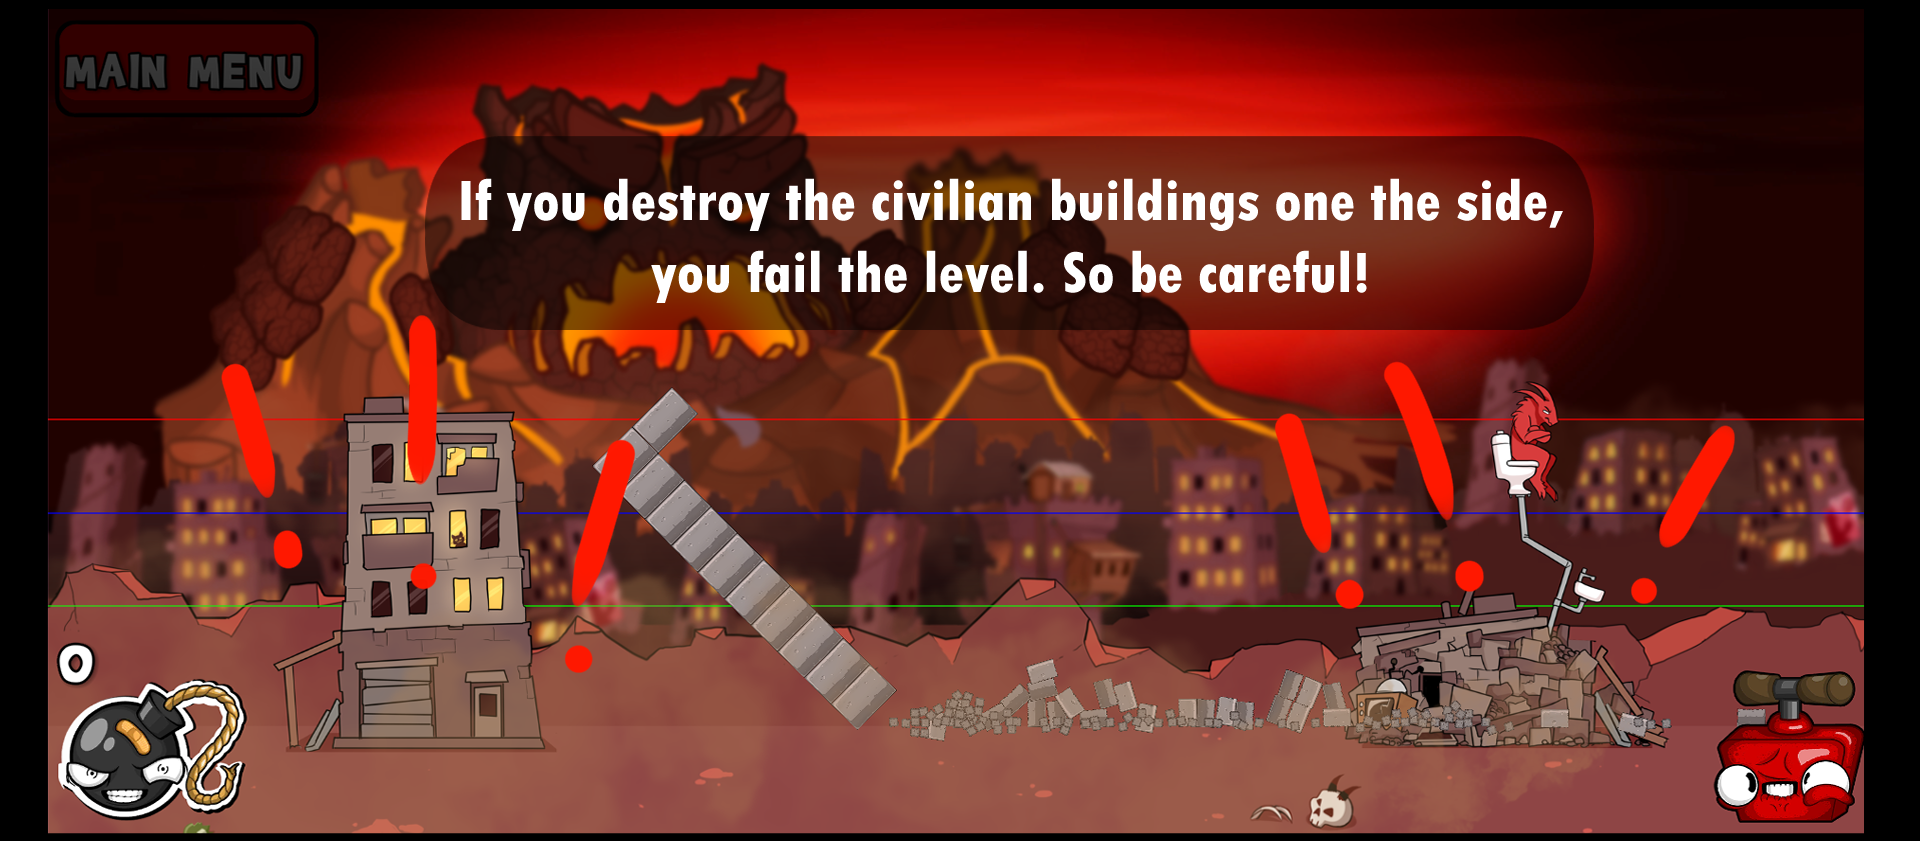 MAIN MENU
If you destroy the civilian buildings one the side,
you fail the level. So be careful!
0